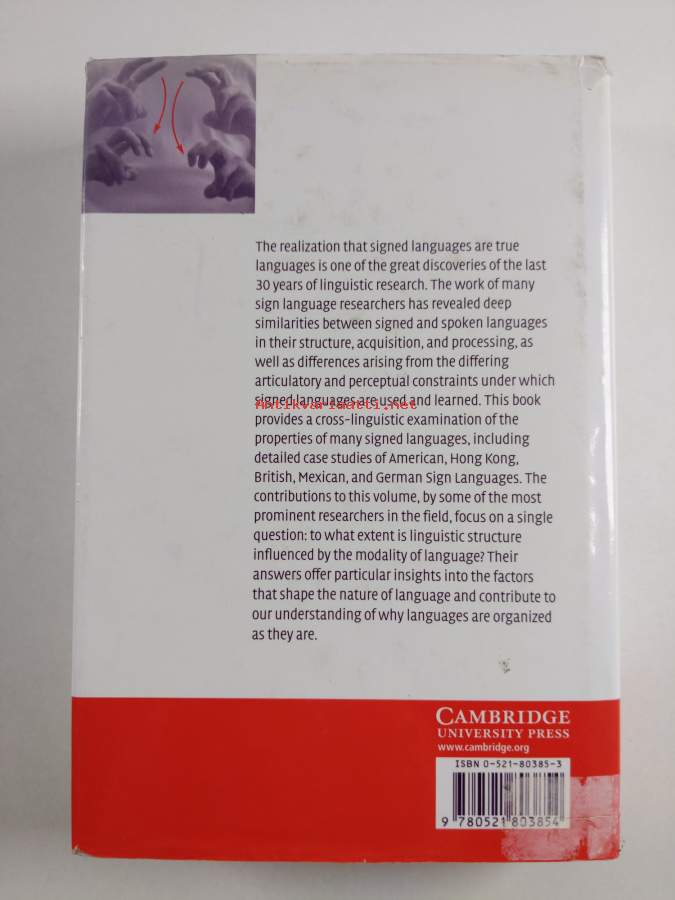 The realization that signed languages are true
languages is one of the great discoveries of the last
30 years of linguistic research. The work of many
sign language researchers has revealed deep
similarities between signed and spoken languages
in their structure, acquisition, and processing, as
well as differences arising from the differing
articulatory and perceptual constraints under which
signed languages are used and learned. This book
Antikvariaatti.net
provides a cross-linguistic examination of the
properties of many signed languages, including
detailed case studies of American, Hong Kong,
British, Mexican, and German Sign Languages. The
contributions to this volume, by some of the most
prominent researchers in the field, focus on a single
question: to what extent is linguistic structure
influenced by the modality of language? Their
answers offer particular insights into the factors
that shape the nature of language and contribute to
our understanding of why languages are organized
as they are.
CAMBRIDGE
UNIVERSITY PRESS
www.cambridge.org
ISBN 0-521-80385-3
9 780521 803854